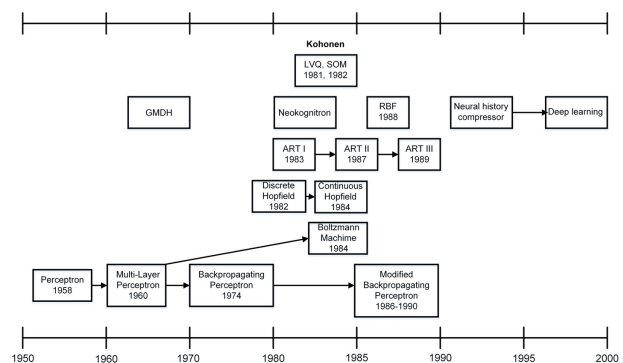 Kohonen
LVQ, SOM
1981, 1982
GMDH
Neokognitron
RBF
1988
Neural history
compressor
Deep learning
ART I
1983
ART II
1987
ART III
1989
Discrete
Hopfield
1982
Continuous
Hopfield
1984
Boltzmann
Machime
1984
Perceptron
1958
Multi-Layer
Perceptron
1960
Backpropagating
Perceptron
1974
Modified
Backpropagating
Perceptron
1986-1990
1950
1960
1970
1980
1985
1990
1995
2000